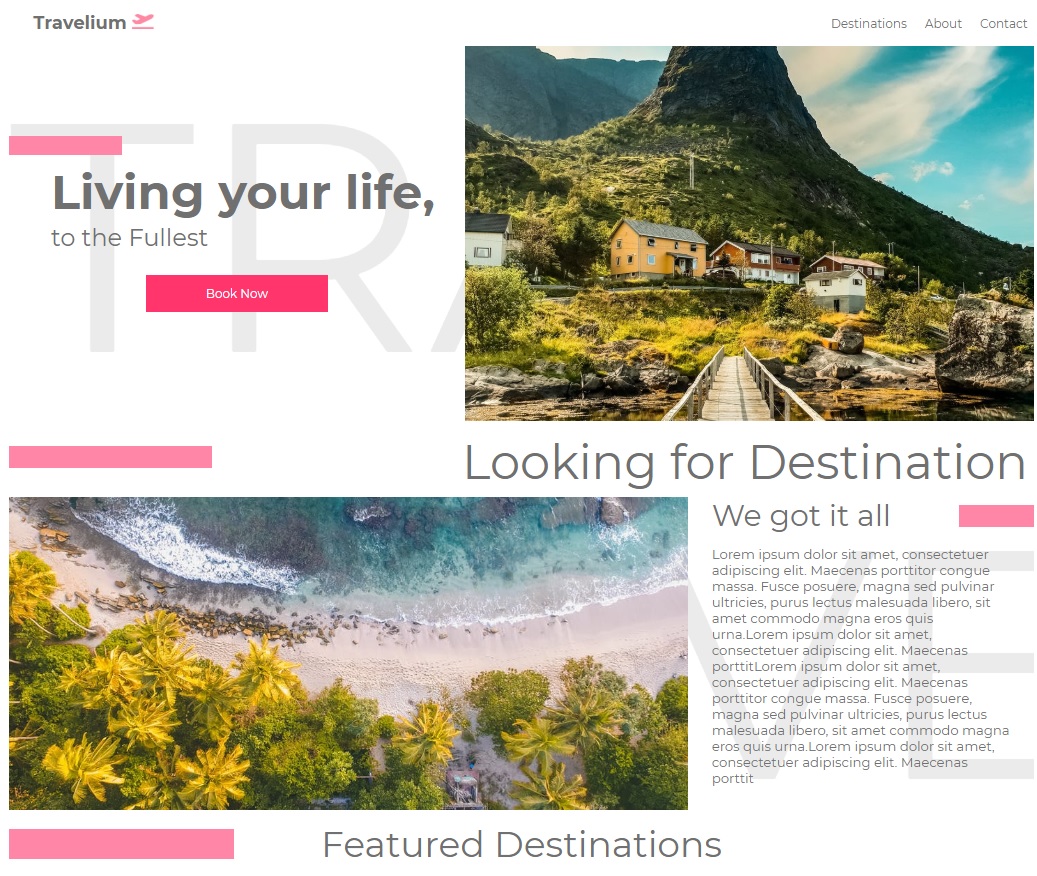 Travelium
Destinations About Contact
TRA
Living your life,
to the Fullest
Book Now
Looking for Destination
We got it all
VE
Lorem ipsum dolor sit amet, consectetuer
adipiscing elit. Maecenas porttitor congue
massa. Fusce posuere, magna sed pulvinar
ultricies, purus lectus malesuada libero, sit
amet commodo magna eros quis
urna.Lorem ipsum dolor sit amet,
consectetuer adipiscing elit. Maecenas
porttitLorem ipsum dolor sit amet,
consectetuer adipiscing elit. Maecenas
porttitor congue massa. Fusce posuere,
magna sed pulvinar ultricies, purus lectus
malesuada libero, sit amet commodo magna
eros quis urna.Lorem ipsum dolor sit amet,
consectetuer adipiscing elit. Maecenas
porttit
Featured Destinations